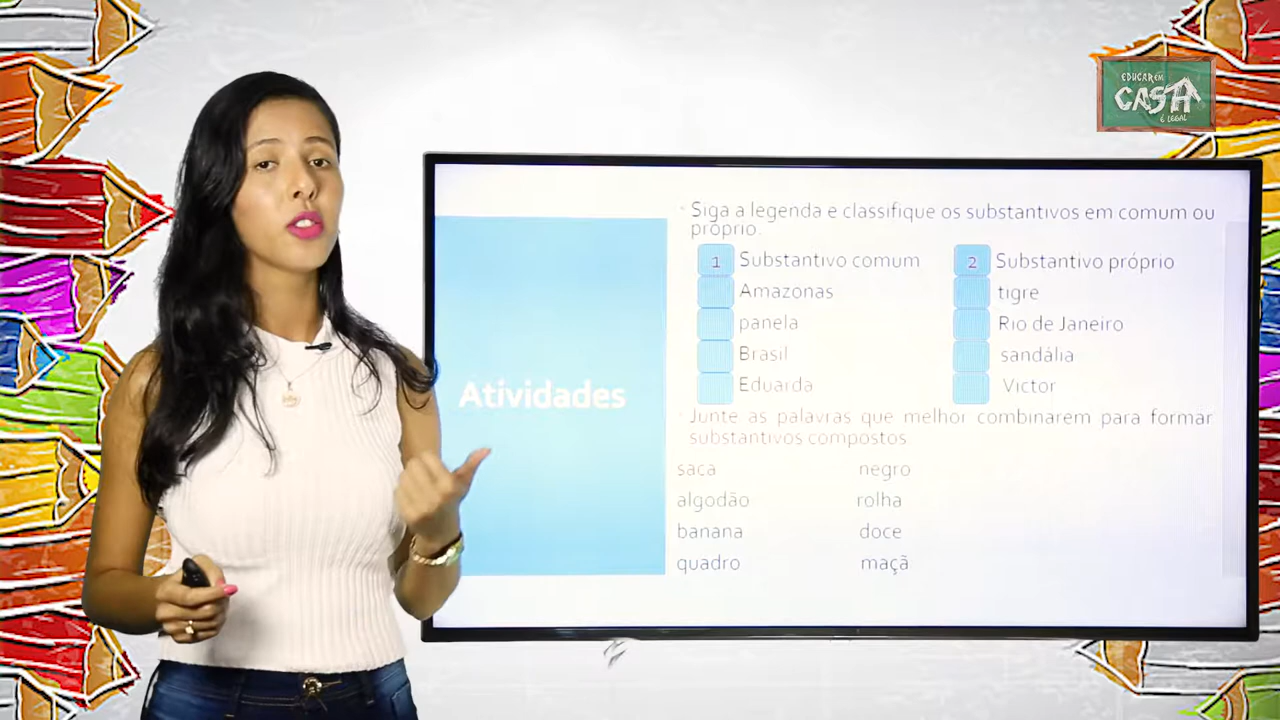 EDUCAR EM
CASA
É LEGAL
Siga a legenda e classifique os substantivos em comum ou
próprio.
1 Substantivo comum 2 Substantivo próprio
Amazonas tigre
panela Rio de Janeiro
Brasil sandália
Eduarda Victor
Atividades
Junte as palavras que melhor combinarem para formar
substantivos compostos
saca negro
algodão rolha
banana doce
quadro maçã